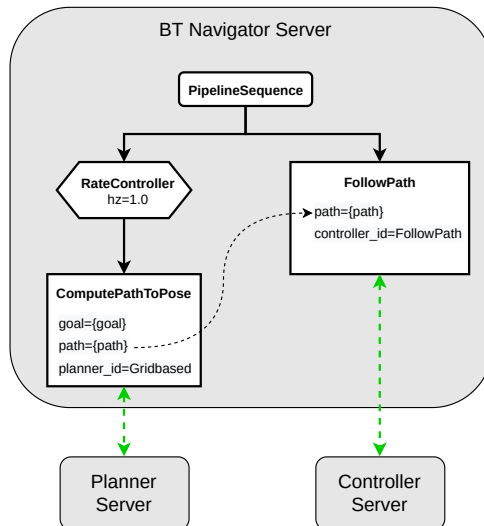 BT Navigator Server
PipelineSequence
RateController
hz=1.0
FollowPath
path={path}
controller_id=FollowPath
ComputePathToPose
goal={goal}
path={path}
planner_id=Gridbased
Planner
Server
Controller
Server